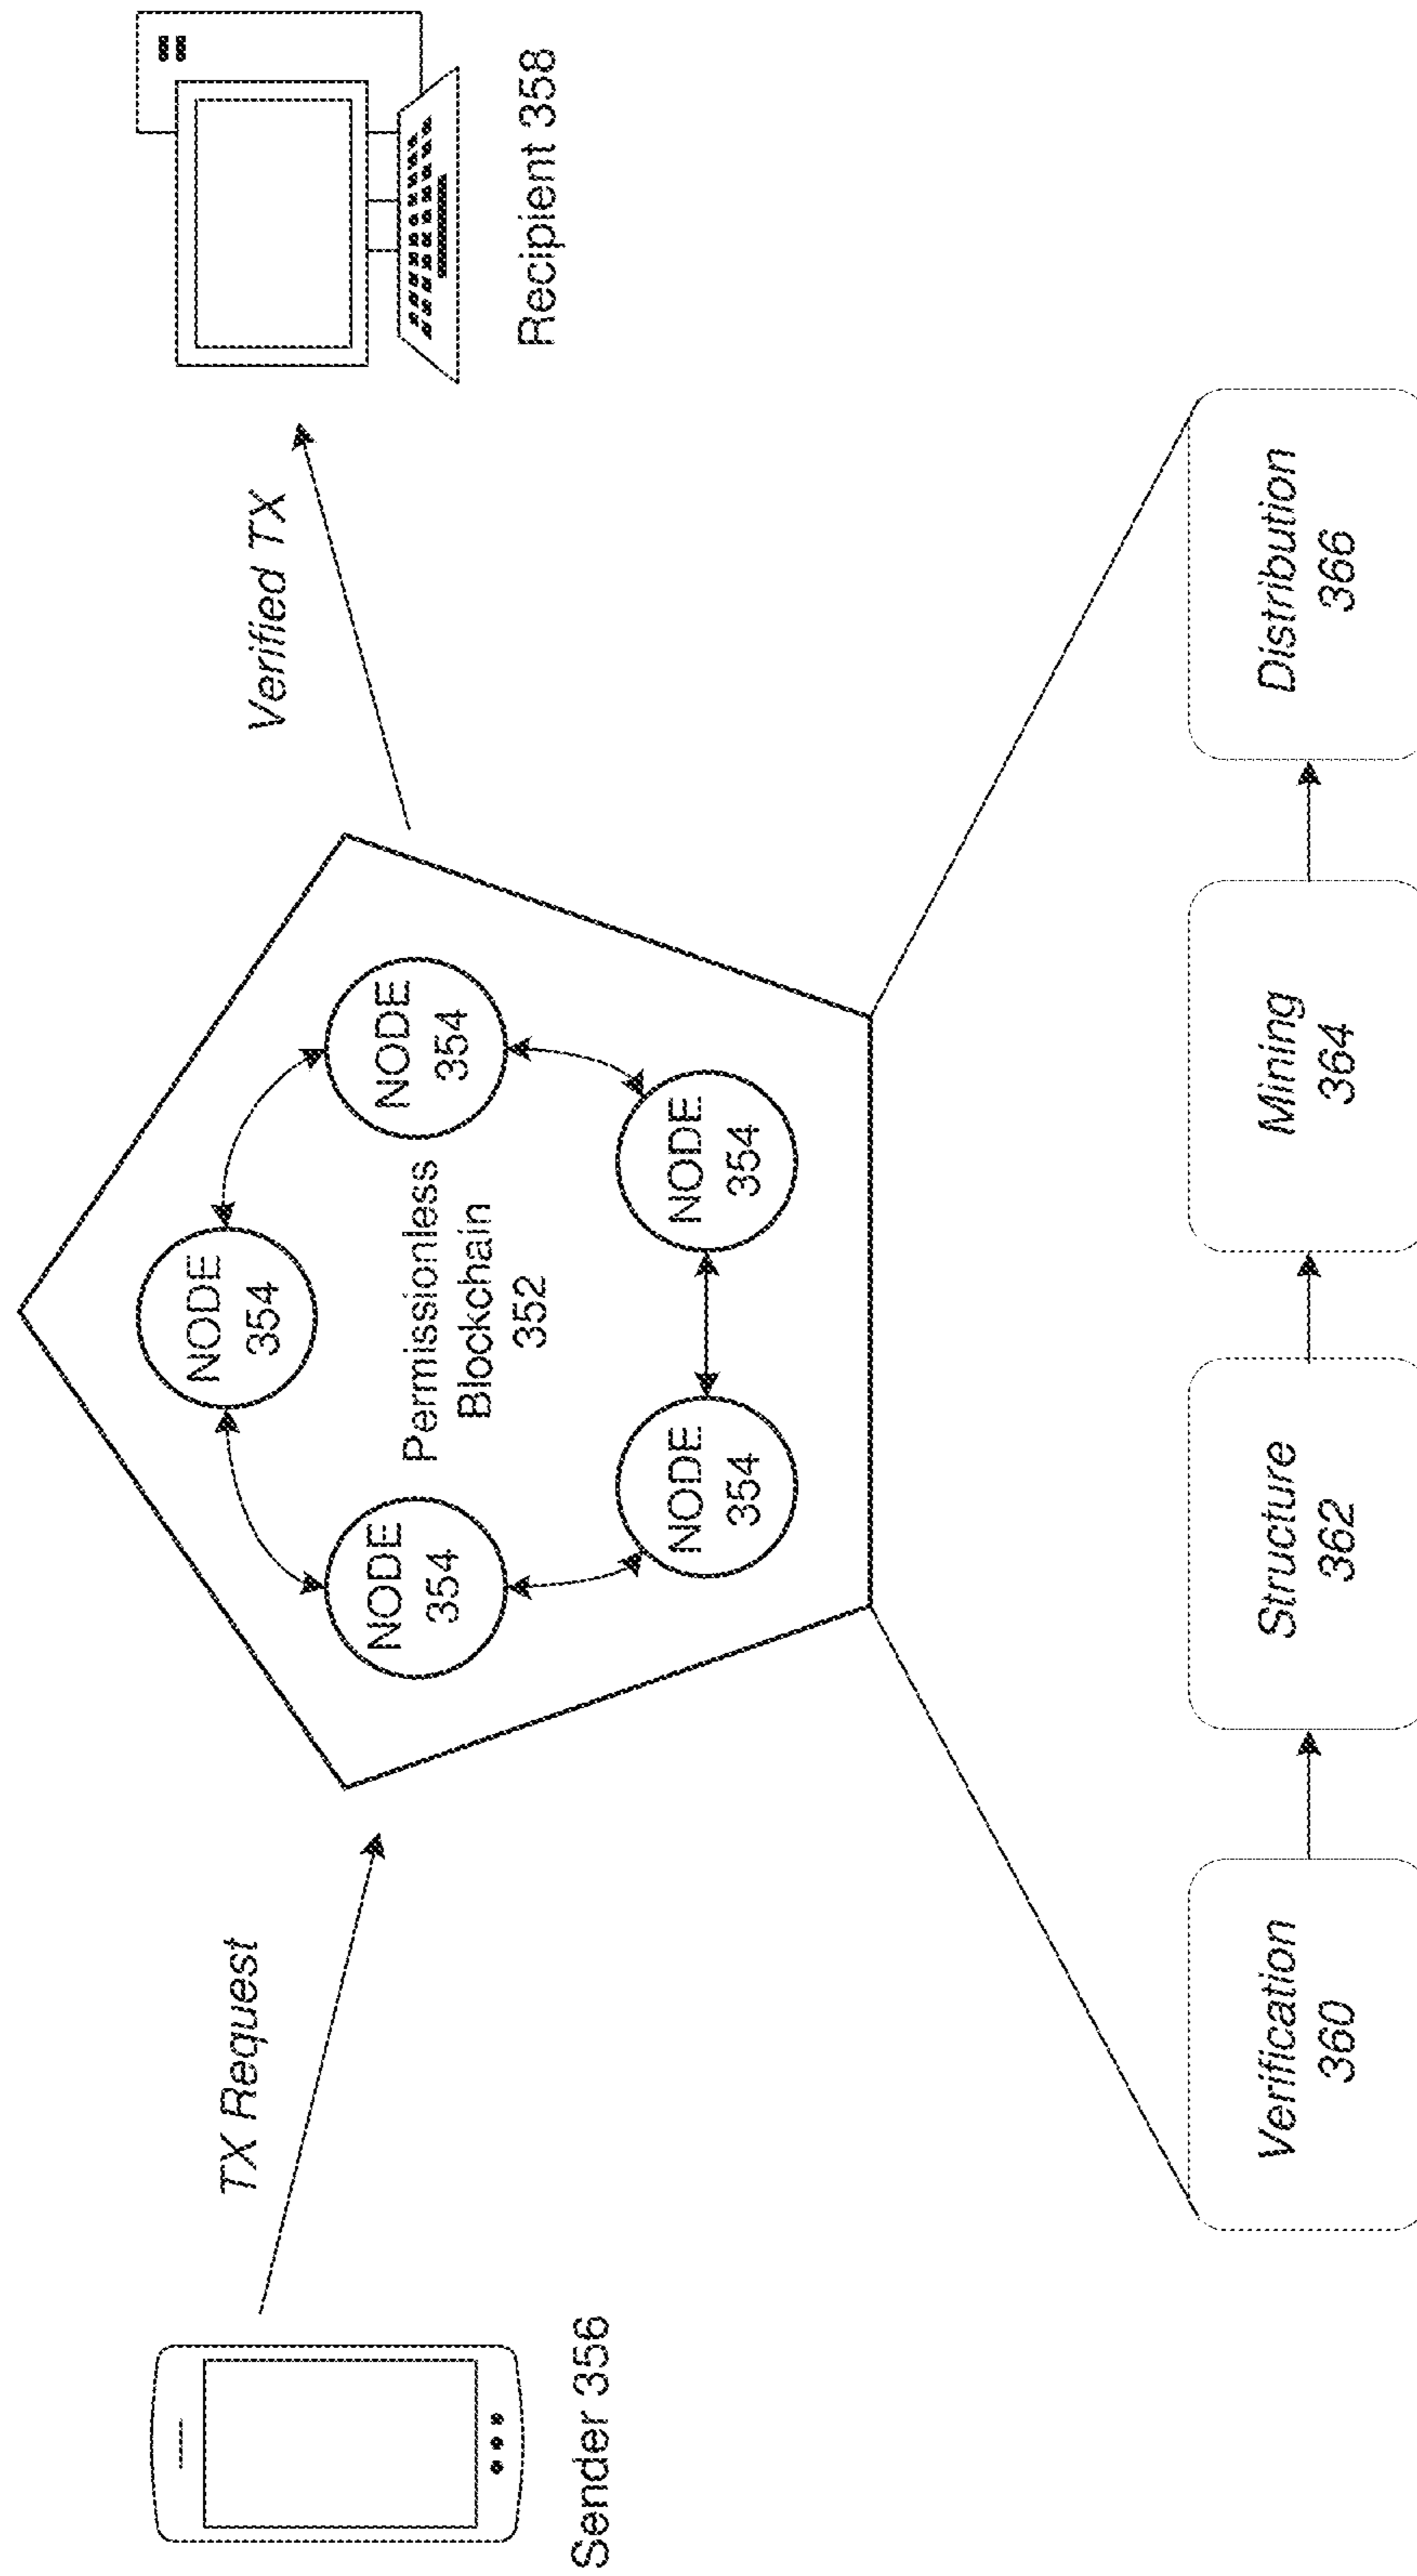 Sender 356
TX Request
NODE
354
NODE
354
NODE
354
NODE
354
NODE
354
Permissionless
Blockchain
352
Verified TX
Recipient 358
Verification
360
Structure
362
Mining
364
Distribution
366